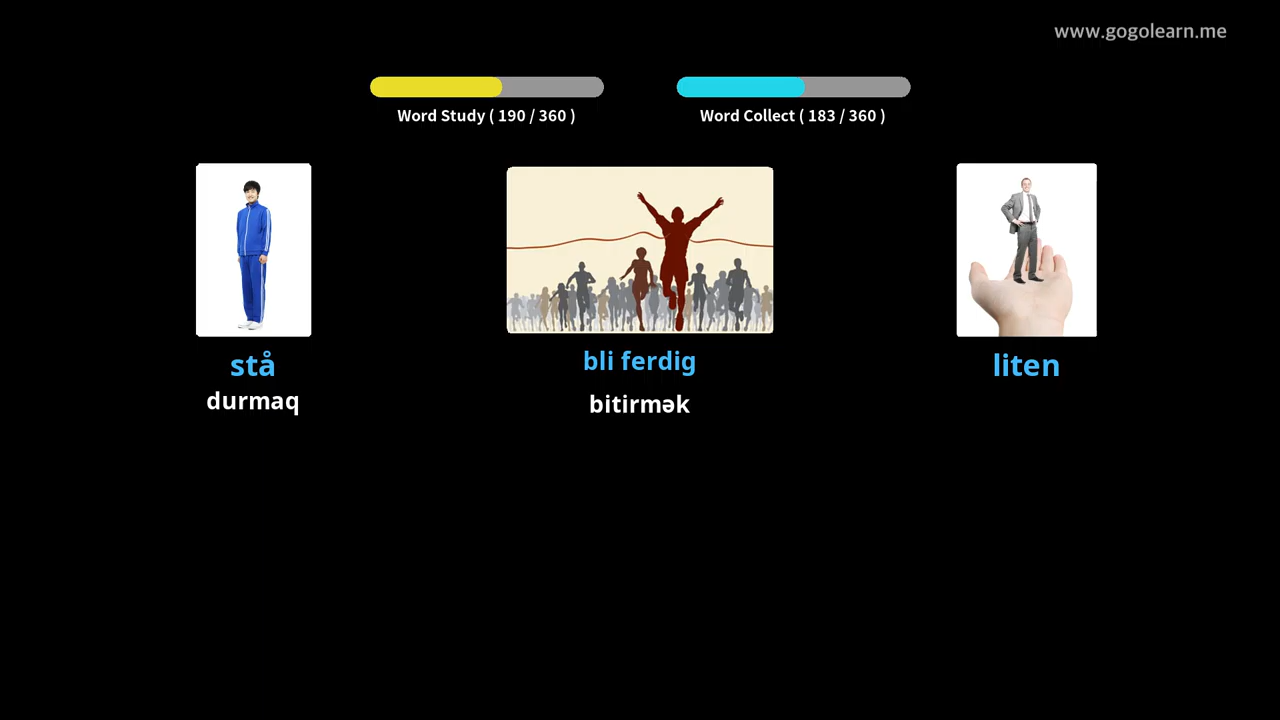 www.gogolearn.me
Word Study ( 190 / 360 )
Word Collect ( 183 / 360 )
stå
durmaq
bli ferdig
bitirmək
liten